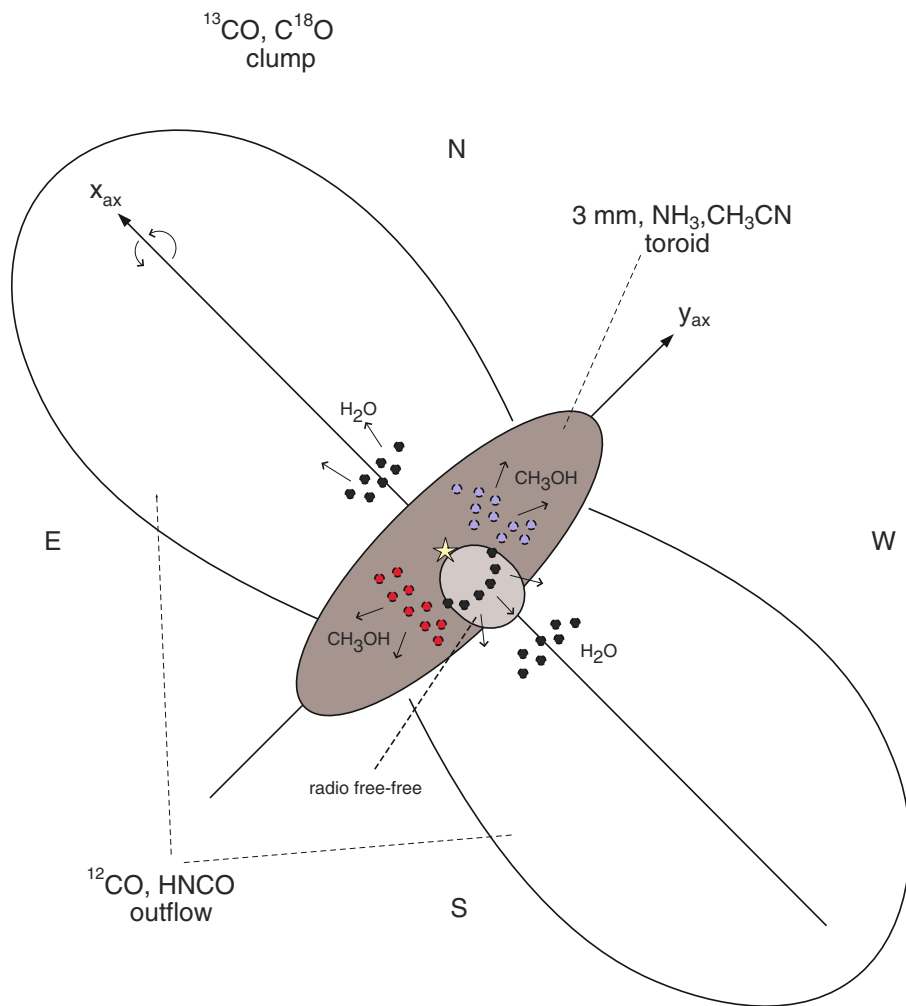 ¹³CO, C¹⁸O
clump
N
xₐₓ
3 mm, NH₃,CH₃CN
toroid
yₐₓ
H₂O
CH₃OH
E
W
CH₃OH
H₂O
radio free-free
¹²CO, HNCO
outflow
S